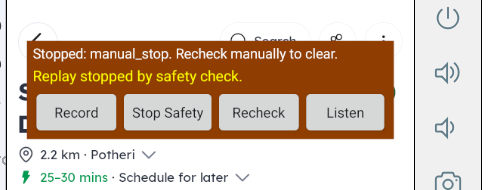 Search
Stopped: manual_stop. Recheck manually to clear.
Replay stopped by safety check.
Record Stop Safety Recheck Listen
2.2 km · Potheri
25–30 mins · Schedule for later